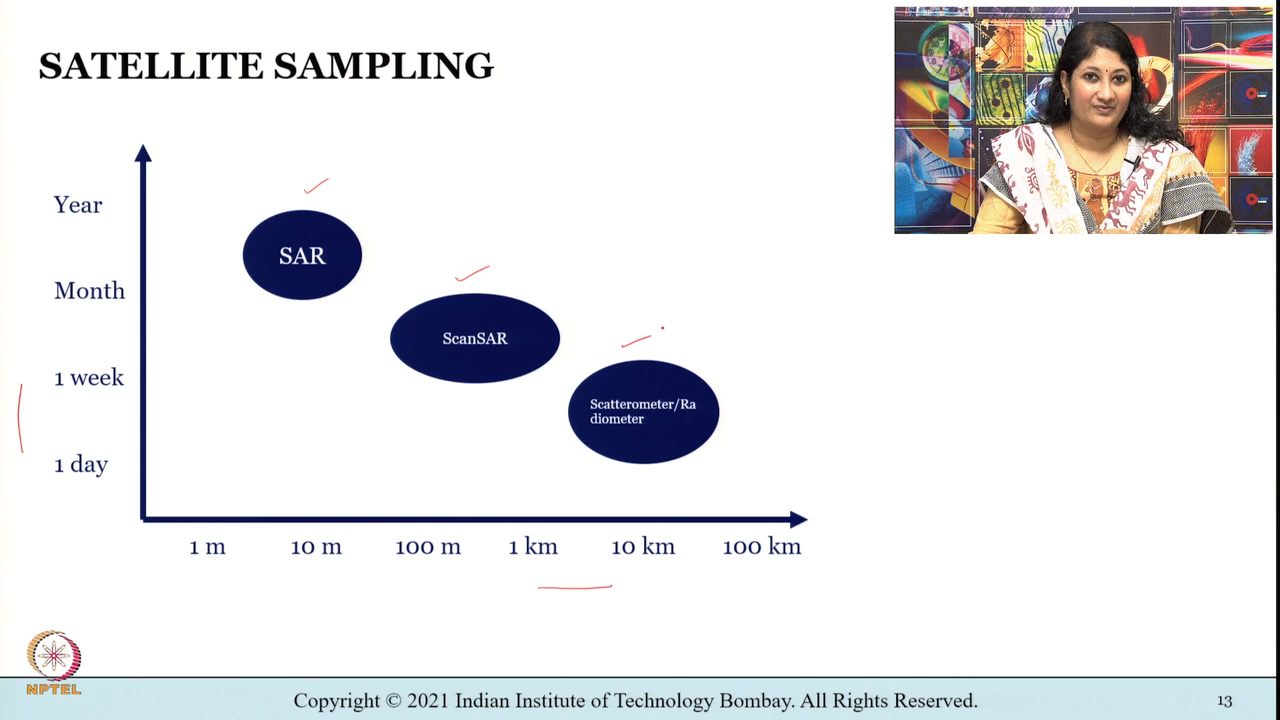 SATELLITE SAMPLING
Year
SAR
Month
ScanSAR
1 week
Scatterometer/Ra
diometer
1 day
1 m 10 m 100 m 1 km 10 km 100 km
NPTEL
Copyright © 2021 Indian Institute of Technology Bombay. All Rights Reserved.
13